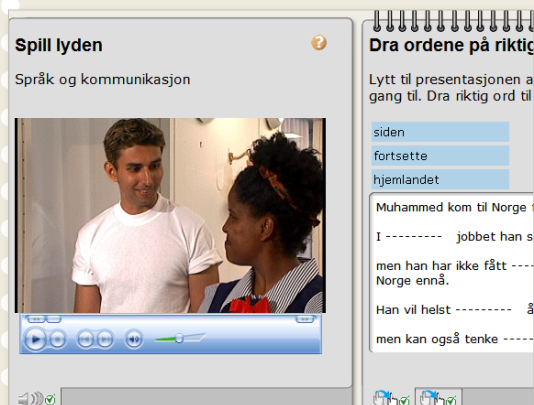 Spill lyden
Språk og kommunikasjon
Dra ordene på riktig
Lytt til presentasjonen
gang til. Dra riktig ord til
siden
fortsette
hjemlandet
Muhammed kom til Norge
I --------- jobbet han
men han har ikke fått ----
Norge ennå.
Han vil helst ---------
men kan også tenke -----